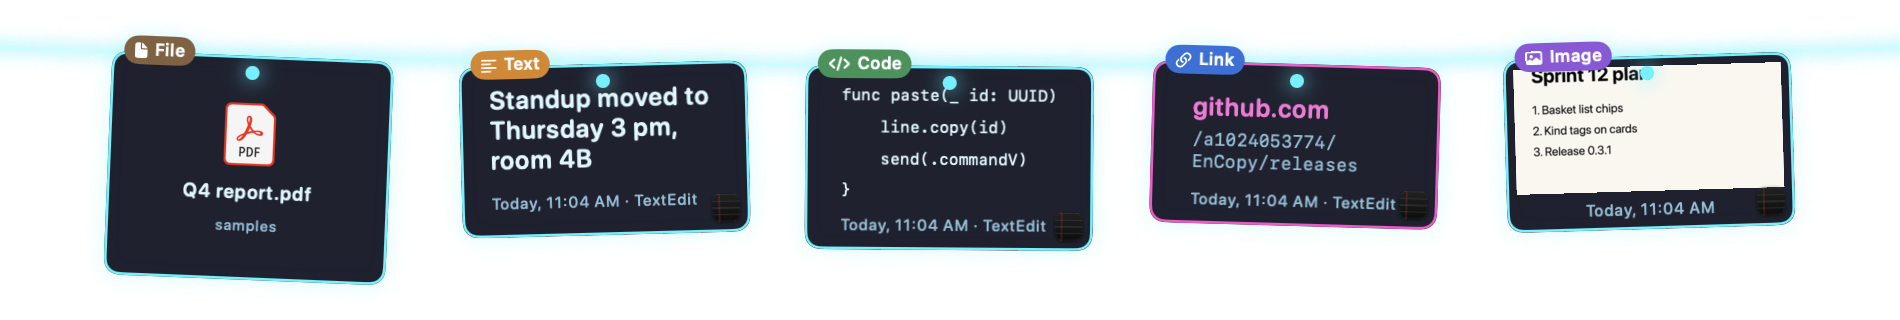 File
PDF
Q4 report.pdf
samples
Text
Standup moved to
Thursday 3 pm,
room 4B
Today, 11:04 AM · TextEdit
Code
func paste(_ id: UUID)
line.copy(id)
send(.commandV)
}
Today, 11:04 AM · TextEdit
Link
github.com
/a1024053774/
EnCopy/releases
Today, 11:04 AM · TextEdit
Image
Sprint 12 plan
1. Basket list chips
2. Kind tags on cards
3. Release 0.3.1
Today, 11:04 AM